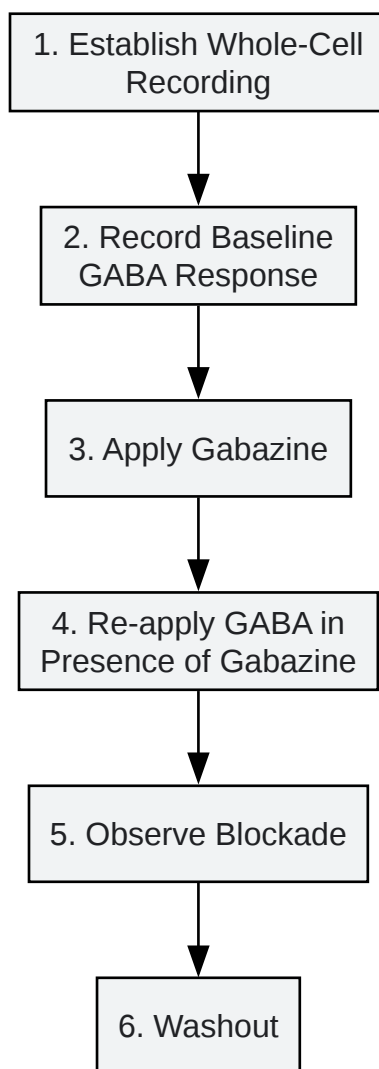 1. Establish Whole-Cell
Recording
2. Record Baseline
GABA Response
3. Apply Gabazine
4. Re-apply GABA in
Presence of Gabazine
5. Observe Blockade
6. Washout